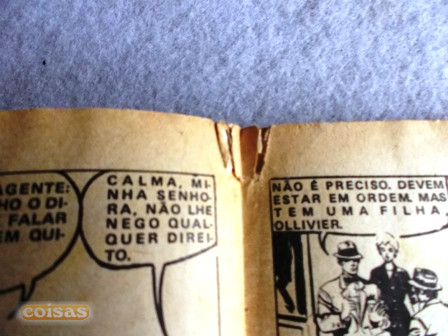 AGENTE:
HO O DI-
FALAR
EM QUI-
CALMA, MI-
NHA SENHO-
RA, NÃO LHE
NEGO QUAL-
QUER DIREI-
TO.
NÃO É PRECISO. DEVEM
ESTAR EM ORDEM. MAS
TEM UMA FILHA,
OLLIVIER.
coisas